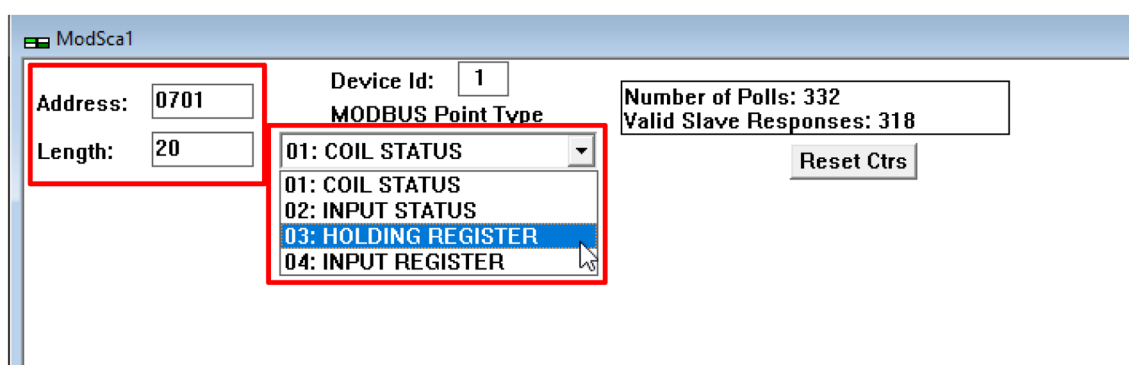 ModSca1
Address: 0701
Length: 20
Device Id: 1
MODBUS Point Type
01: COIL STATUS
01: COIL STATUS
02: INPUT STATUS
03: HOLDING REGISTER
04: INPUT REGISTER
Number of Polls: 332
Valid Slave Responses: 318
Reset Ctrs